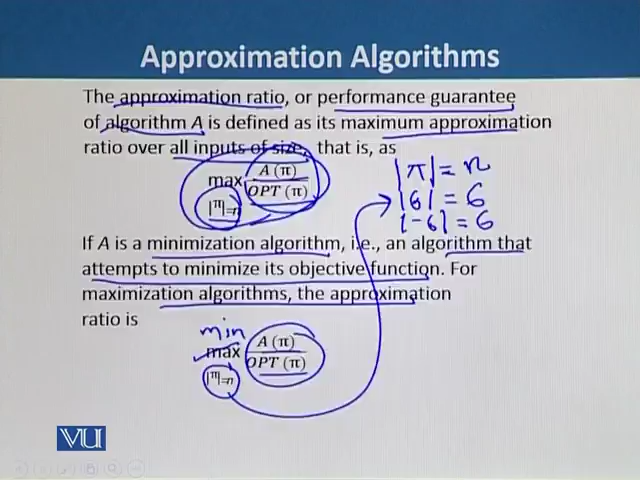 Approximation Algorithms
The approximation ratio, or performance guarantee
of algorithm A is defined as its maximum approximation
ratio over all inputs of size, that is, as
max A (π)
|π|=n OPT (π)
|π| = n
|6| = 6
|-6| = 6
If A is a minimization algorithm, i.e., an algorithm that
attempts to minimize its objective function. For
maximization algorithms, the approximation
ratio is
min
max A (π)
|π|=n OPT (π)
VU